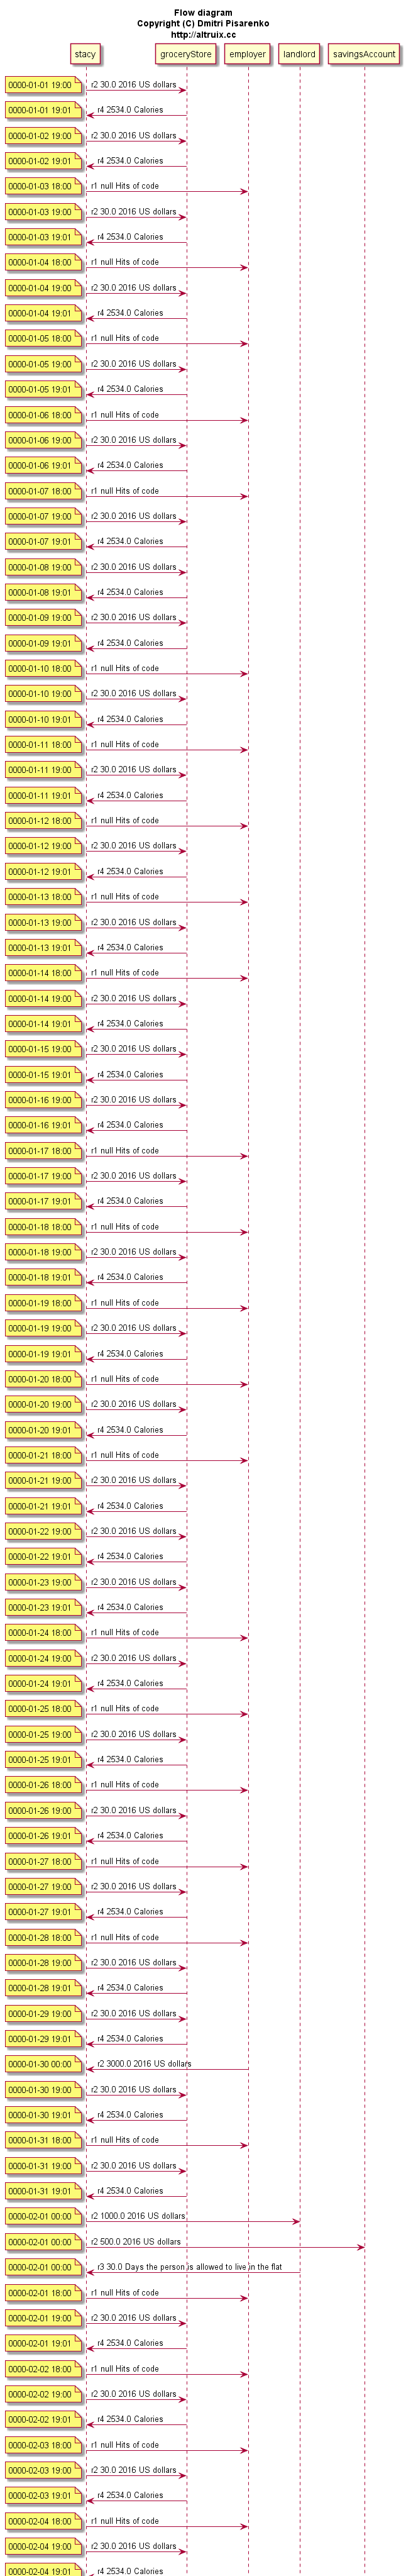 Flow diagram
Copyright (C) Dmitri Pisarenko
http://altruix.cc
stacy groceryStore employer landlord savingsAccount
0000-01-01 19:00 r2 30.0 2016 US dollars
0000-01-01 19:01 r4 2534.0 Calories
0000-01-02 19:00 r2 30.0 2016 US dollars
0000-01-02 19:01 r4 2534.0 Calories
0000-01-03 18:00 r1 null Hits of code
0000-01-03 19:00 r2 30.0 2016 US dollars
0000-01-03 19:01 r4 2534.0 Calories
0000-01-04 18:00 r1 null Hits of code
0000-01-04 19:00 r2 30.0 2016 US dollars
0000-01-04 19:01 r4 2534.0 Calories
0000-01-05 18:00 r1 null Hits of code
0000-01-05 19:00 r2 30.0 2016 US dollars
0000-01-05 19:01 r4 2534.0 Calories
0000-01-06 18:00 r1 null Hits of code
0000-01-06 19:00 r2 30.0 2016 US dollars
0000-01-06 19:01 r4 2534.0 Calories
0000-01-07 18:00 r1 null Hits of code
0000-01-07 19:00 r2 30.0 2016 US dollars
0000-01-07 19:01 r4 2534.0 Calories
0000-01-08 19:00 r2 30.0 2016 US dollars
0000-01-08 19:01 r4 2534.0 Calories
0000-01-09 19:00 r2 30.0 2016 US dollars
0000-01-09 19:01 r4 2534.0 Calories
0000-01-10 18:00 r1 null Hits of code
0000-01-10 19:00 r2 30.0 2016 US dollars
0000-01-10 19:01 r4 2534.0 Calories
0000-01-11 18:00 r1 null Hits of code
0000-01-11 19:00 r2 30.0 2016 US dollars
0000-01-11 19:01 r4 2534.0 Calories
0000-01-12 18:00 r1 null Hits of code
0000-01-12 19:00 r2 30.0 2016 US dollars
0000-01-12 19:01 r4 2534.0 Calories
0000-01-13 18:00 r1 null Hits of code
0000-01-13 19:00 r2 30.0 2016 US dollars
0000-01-13 19:01 r4 2534.0 Calories
0000-01-14 18:00 r1 null Hits of code
0000-01-14 19:00 r2 30.0 2016 US dollars
0000-01-14 19:01 r4 2534.0 Calories
0000-01-15 19:00 r2 30.0 2016 US dollars
0000-01-15 19:01 r4 2534.0 Calories
0000-01-16 19:00 r2 30.0 2016 US dollars
0000-01-16 19:01 r4 2534.0 Calories
0000-01-17 18:00 r1 null Hits of code
0000-01-17 19:00 r2 30.0 2016 US dollars
0000-01-17 19:01 r4 2534.0 Calories
0000-01-18 18:00 r1 null Hits of code
0000-01-18 19:00 r2 30.0 2016 US dollars
0000-01-18 19:01 r4 2534.0 Calories
0000-01-19 18:00 r1 null Hits of code
0000-01-19 19:00 r2 30.0 2016 US dollars
0000-01-19 19:01 r4 2534.0 Calories
0000-01-20 18:00 r1 null Hits of code
0000-01-20 19:00 r2 30.0 2016 US dollars
0000-01-20 19:01 r4 2534.0 Calories
0000-01-21 18:00 r1 null Hits of code
0000-01-21 19:00 r2 30.0 2016 US dollars
0000-01-21 19:01 r4 2534.0 Calories
0000-01-22 19:00 r2 30.0 2016 US dollars
0000-01-22 19:01 r4 2534.0 Calories
0000-01-23 19:00 r2 30.0 2016 US dollars
0000-01-23 19:01 r4 2534.0 Calories
0000-01-24 18:00 r1 null Hits of code
0000-01-24 19:00 r2 30.0 2016 US dollars
0000-01-24 19:01 r4 2534.0 Calories
0000-01-25 18:00 r1 null Hits of code
0000-01-25 19:00 r2 30.0 2016 US dollars
0000-01-25 19:01 r4 2534.0 Calories
0000-01-26 18:00 r1 null Hits of code
0000-01-26 19:00 r2 30.0 2016 US dollars
0000-01-26 19:01 r4 2534.0 Calories
0000-01-27 18:00 r1 null Hits of code
0000-01-27 19:00 r2 30.0 2016 US dollars
0000-01-27 19:01 r4 2534.0 Calories
0000-01-28 18:00 r1 null Hits of code
0000-01-28 19:00 r2 30.0 2016 US dollars
0000-01-28 19:01 r4 2534.0 Calories
0000-01-29 19:00 r2 30.0 2016 US dollars
0000-01-29 19:01 r4 2534.0 Calories
0000-01-30 00:00 r2 3000.0 2016 US dollars
0000-01-30 19:00 r2 30.0 2016 US dollars
0000-01-30 19:01 r4 2534.0 Calories
0000-01-31 18:00 r1 null Hits of code
0000-01-31 19:00 r2 30.0 2016 US dollars
0000-01-31 19:01 r4 2534.0 Calories
0000-02-01 00:00 r2 1000.0 2016 US dollars
0000-02-01 00:00 r2 500.0 2016 US dollars
0000-02-01 00:00 r3 30.0 Days the person is allowed to live in the flat
0000-02-01 18:00 r1 null Hits of code
0000-02-01 19:00 r2 30.0 2016 US dollars
0000-02-01 19:01 r4 2534.0 Calories
0000-02-02 18:00 r1 null Hits of code
0000-02-02 19:00 r2 30.0 2016 US dollars
0000-02-02 19:01 r4 2534.0 Calories
0000-02-03 18:00 r1 null Hits of code
0000-02-03 19:00 r2 30.0 2016 US dollars
0000-02-03 19:01 r4 2534.0 Calories
0000-02-04 18:00 r1 null Hits of code
0000-02-04 19:00 r2 30.0 2016 US dollars
0000-02-04 19:01 r4 2534.0 Calories